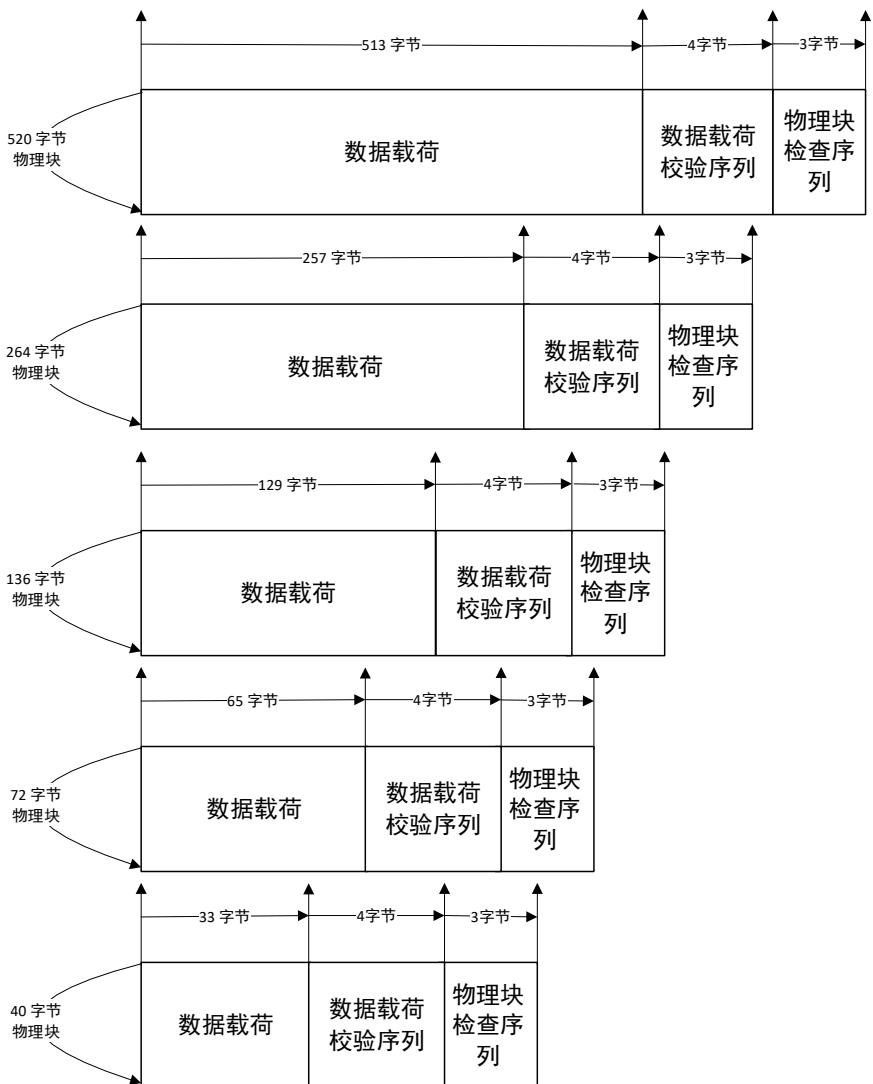 513 字节
4字节
3字节
520 字节
物理块
数据载荷
数据载荷
校验序列
物理块
检查序
列
257 字节
4字节
3字节
264 字节
物理块
数据载荷
数据载荷
校验序列
物理块
检查序
列
129 字节
4字节
3字节
136 字节
物理块
数据载荷
数据载荷
校验序列
物理块
检查序
列
65 字节
4字节
3字节
72 字节
物理块
数据载荷
数据载荷
校验序列
物理块
检查序
列
33 字节
4字节
3字节
40 字节
物理块
数据载荷
数据载荷
校验序列
物理块
检查序
列